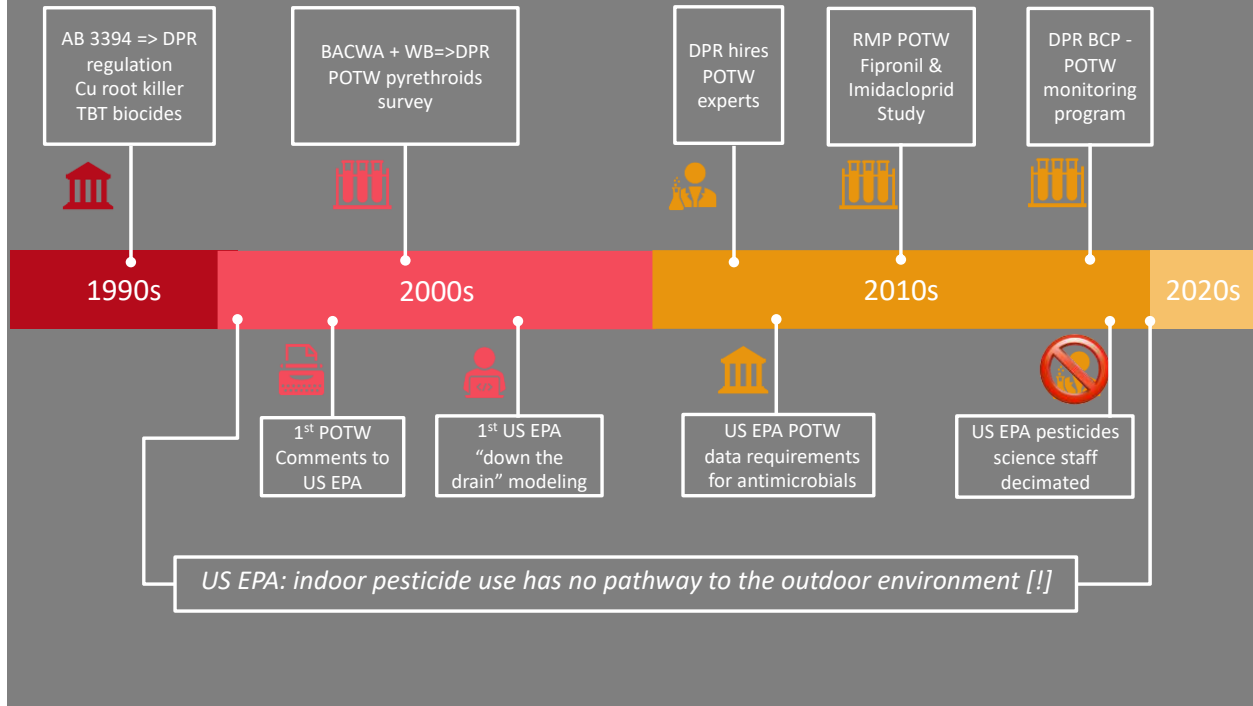 AB 3394 => DPR
regulation
Cu root killer
TBT biocides
BACWA + WB=>DPR
POTW pyrethroids
survey
DPR hires
POTW
experts
RMP POTW
Fipronil &
Imidacloprid
Study
DPR BCP -
POTW
monitoring
program
1990s
2000s
2010s
2020s
1st POTW
Comments to
US EPA
1st US EPA
“down the
drain” modeling
US EPA POTW
data requirements
for antimicrobials
US EPA pesticides
science staff
decimated
US EPA: indoor pesticide use has no pathway to the outdoor environment [!]